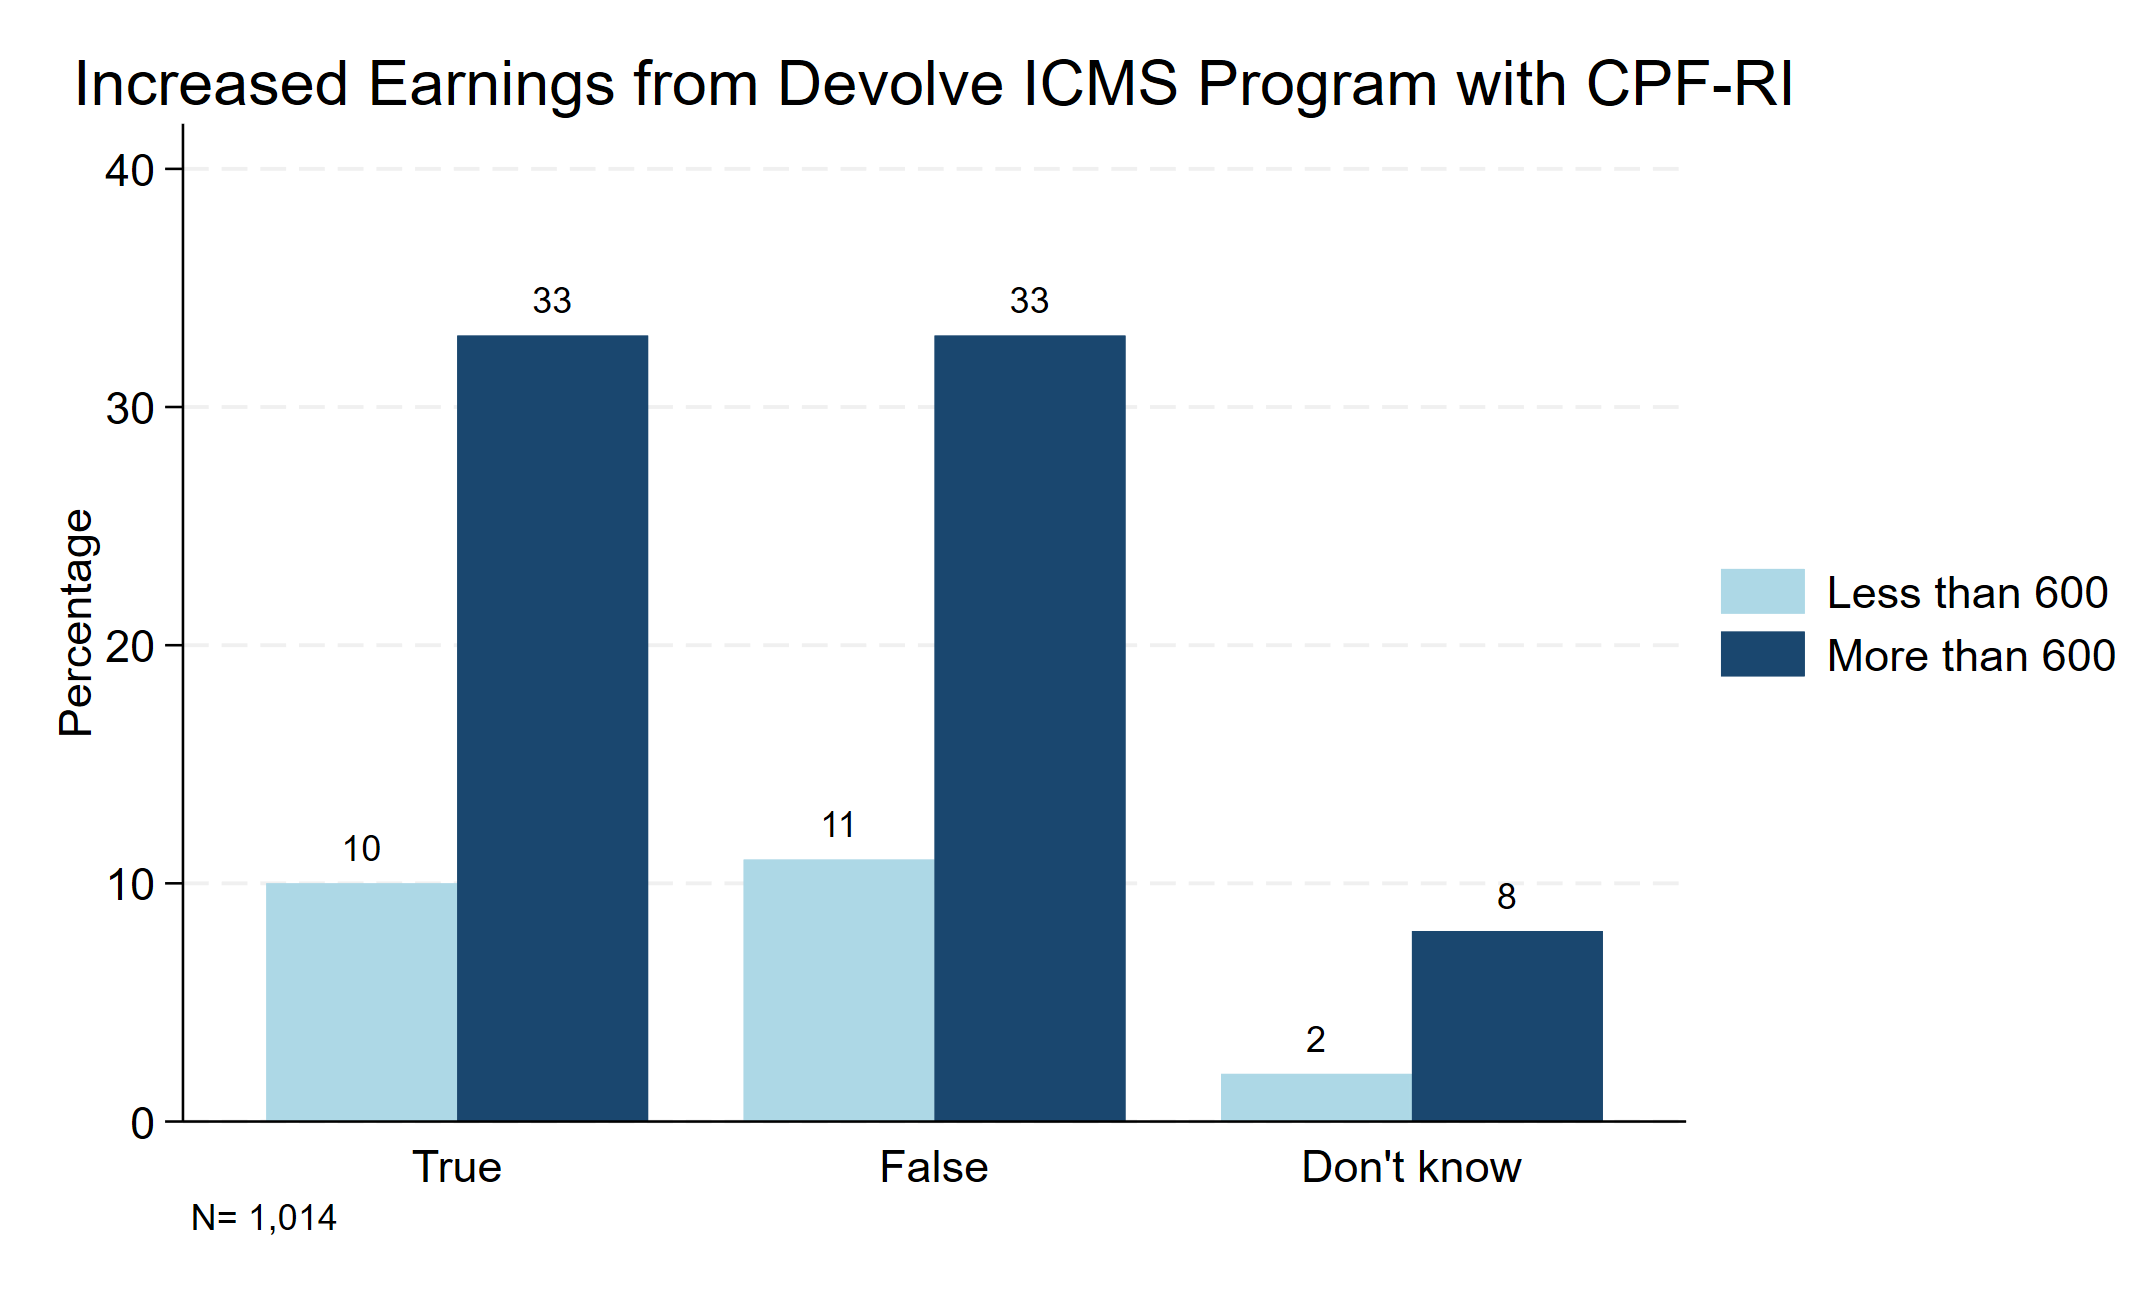 Increased Earnings from Devolve ICMS Program with CPF-RI
Percentage
40
30
20
10
0
10
33
11
33
2
8
True
False
Don't know
N= 1,014
Less than 600
More than 600